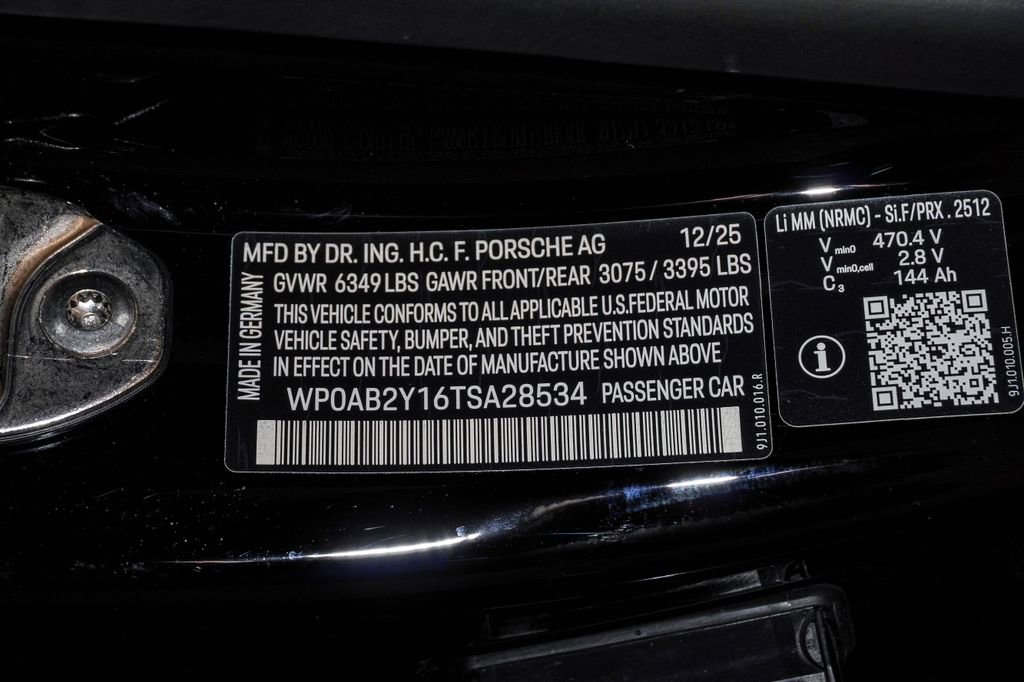 MFD BY DR. ING. H.C. F. PORSCHE AG 12/25
GVWR 6349 LBS GAWR FRONT/REAR 3075 / 3395 LBS
THIS VEHICLE CONFORMS TO ALL APPLICABLE U.S.FEDERAL MOTOR
VEHICLE SAFETY, BUMPER, AND THEFT PREVENTION STANDARDS
IN EFFECT ON THE DATE OF MANUFACTURE SHOWN ABOVE
WP0AB2Y16TSA28534 PASSENGER CAR
MADE IN GERMANY
9J1.010.016.R
Li MM (NRMC) - Si.F/PRX . 2512
V min0 470.4 V
V min0,cell 2.8 V
C 3 144 Ah
i
9J1.010.005.H